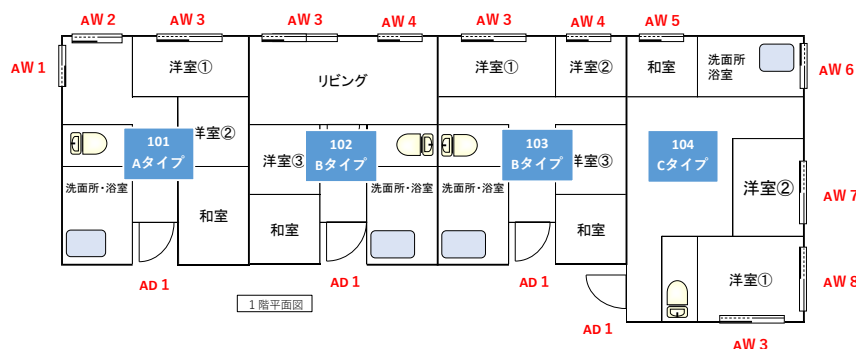 AW 2
AW 3
AW 3
AW 4
AW 3
AW 4
AW 5
AW 1
洋室①
リビング
洋室①
洋室②
和室
洗面所
浴室
AW 6
101
Aタイプ
洋室②
洋室③
102
Bタイプ
103
Bタイプ
洋室③
104
Cタイプ
洗面所・浴室
洗面所・浴室
洗面所・浴室
洋室②
AW 7
和室
和室
和室
AD 1
AD 1
AD 1
洋室①
AW 8
1階平面図
AD 1
AW 3